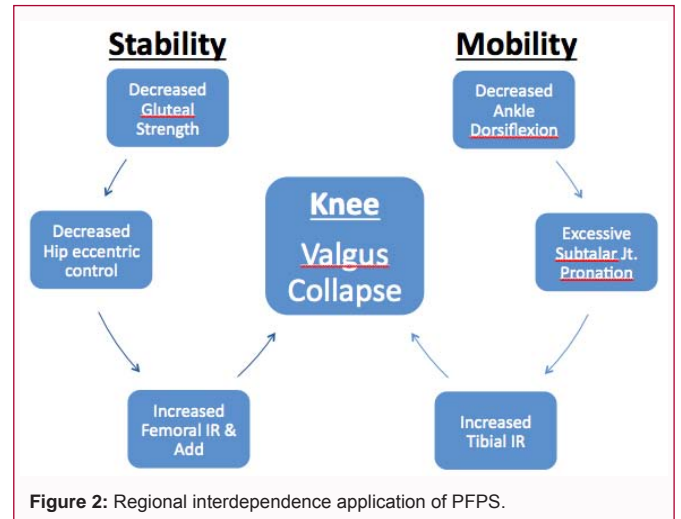 Stability
Mobility
Decreased
Gluteal
Strength
Decreased
Ankle
Dorsiflexion
Knee
Valgus
Collapse
Decreased
Hip eccentric
control
Excessive
Subtalar Jt.
Pronation
Increased
Femoral IR &
Add
Increased
Tibial IR
Figure 2: Regional interdependence application of PFPS.